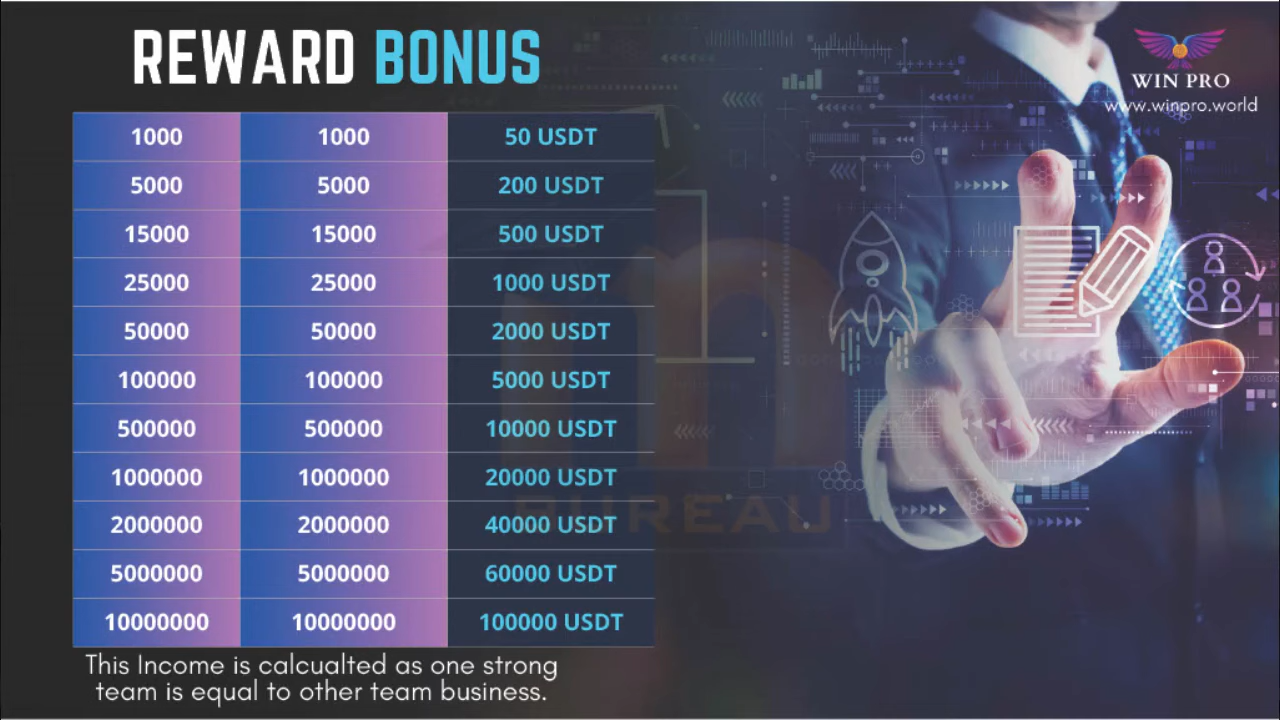 REWARD BONUS
WIN PRO
www.winpro.world
1000 1000 50 USDT
5000 5000 200 USDT
15000 15000 500 USDT
25000 25000 1000 USDT
50000 50000 2000 USDT
100000 100000 5000 USDT
500000 500000 10000 USDT
1000000 1000000 20000 USDT
2000000 2000000 40000 USDT
BUREAU
5000000 5000000 60000 USDT
10000000 10000000 100000 USDT
This Income is calcualted as one strong
team is equal to other team business.